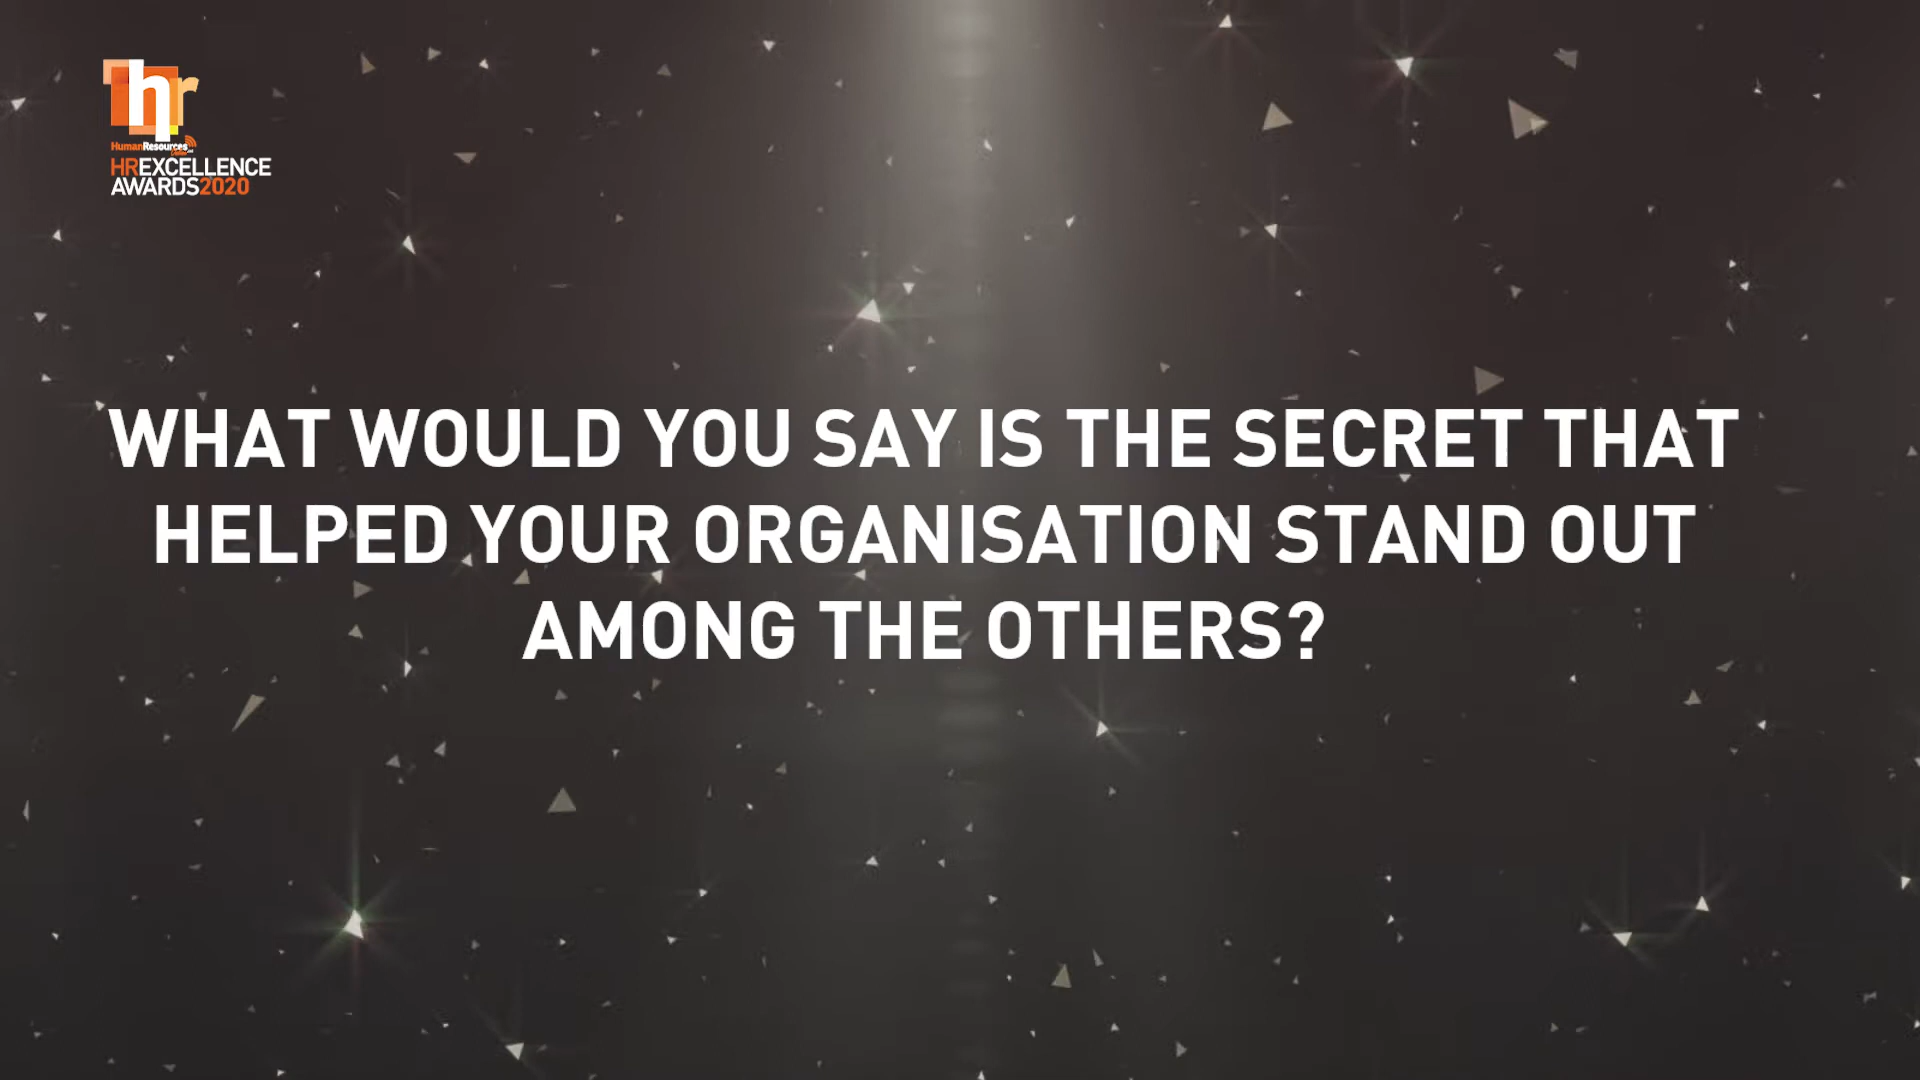 hr
HumanResources
HREXCELLENCE
AWARDS2020
WHAT WOULD YOU SAY IS THE SECRET THAT
HELPED YOUR ORGANISATION STAND OUT
AMONG THE OTHERS?